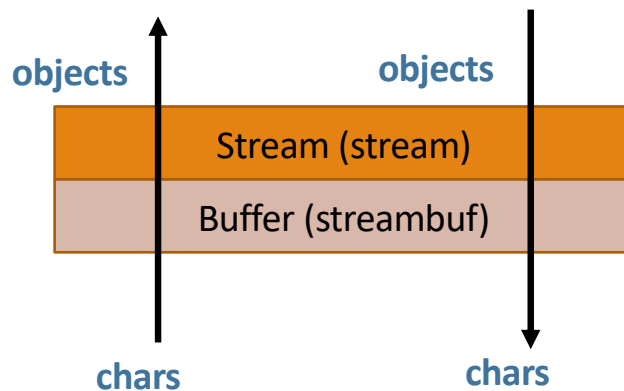 objects
objects
Stream (stream)
Buffer (streambuf)
chars
chars